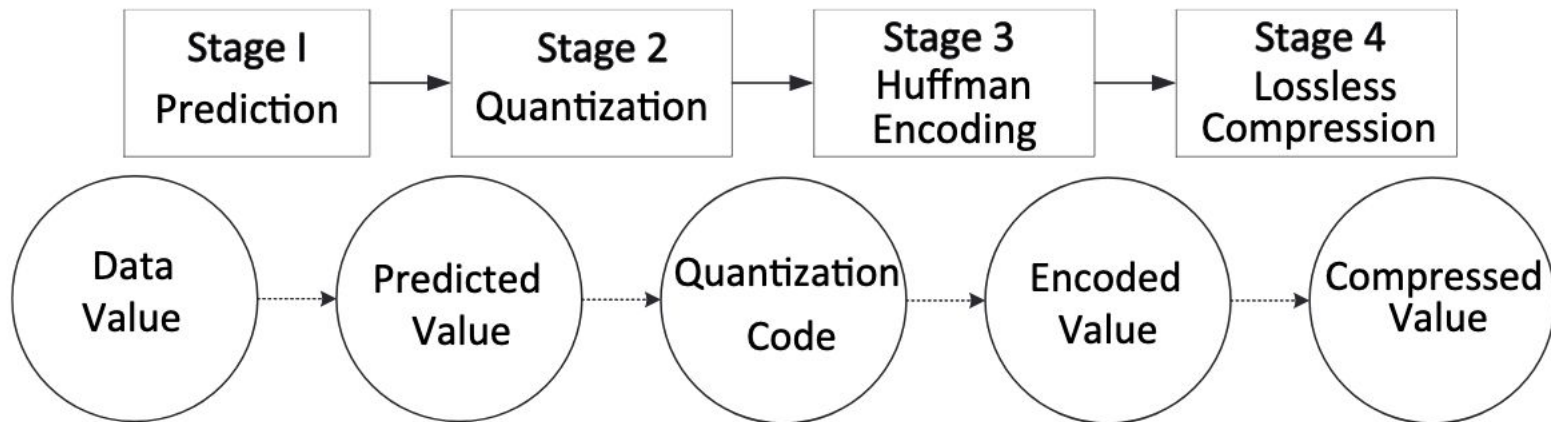 Stage I
Prediction
Stage 2
Quantization
Stage 3
Huffman
Encoding
Stage 4
Lossless
Compression
Data
Value
Predicted
Value
Quantization
Code
Encoded
Value
Compressed
Value